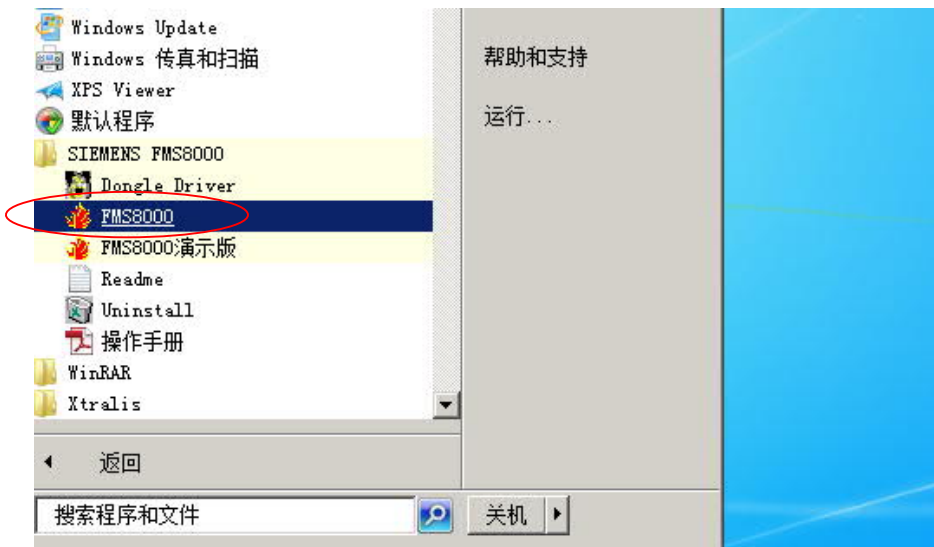 Windows Update
Windows 传真和扫描
XPS Viewer
默认程序
SIEMENS FMS8000
Dongle Driver
FMS8000
FMS8000演示版
Readme
Uninstall
操作手册
WinRAR
Xtralis
返回
搜索程序和文件
帮助和支持
运行...
关机